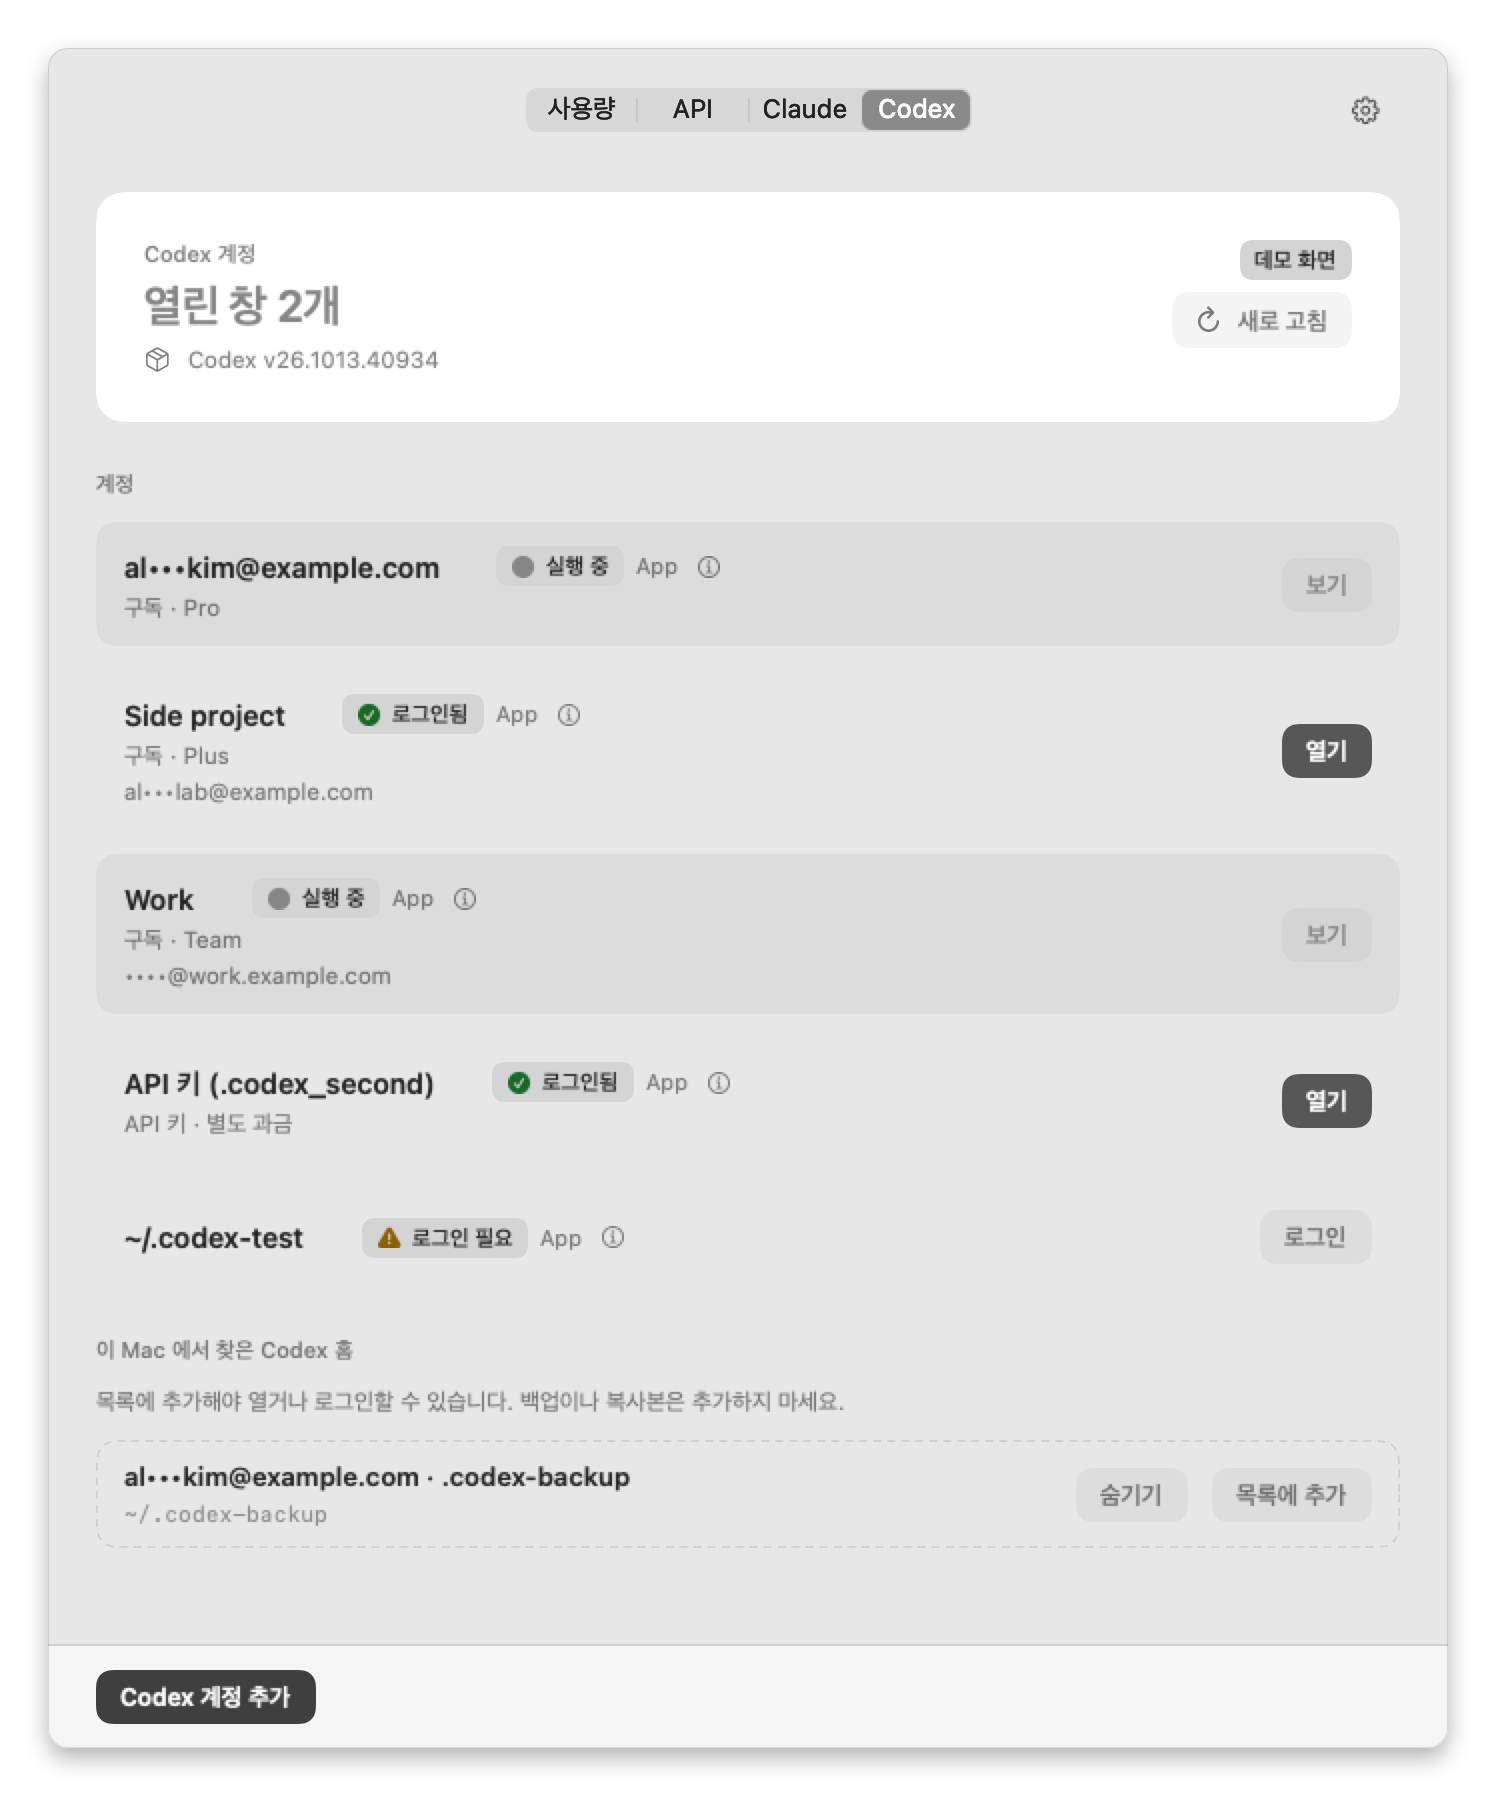 사용량 API Claude Codex
Codex 계정
데모 화면
열린 창 2개
새로 고침
Codex v26.1013.40934
계정
al•••kim@example.com 실행 중 App
구독 · Pro
보기
Side project 로그인됨 App
구독 · Plus
al•••lab@example.com
열기
Work 실행 중 App
구독 · Team
••••@work.example.com
보기
API 키 (.codex_second) 로그인됨 App
API 키 · 별도 과금
열기
~/.codex-test 로그인 필요 App
로그인
이 Mac 에서 찾은 Codex 홈
목록에 추가해야 열거나 로그인할 수 있습니다. 백업이나 복사본은 추가하지 마세요.
al•••kim@example.com · .codex-backup
~/.codex-backup
숨기기 목록에 추가
Codex 계정 추가